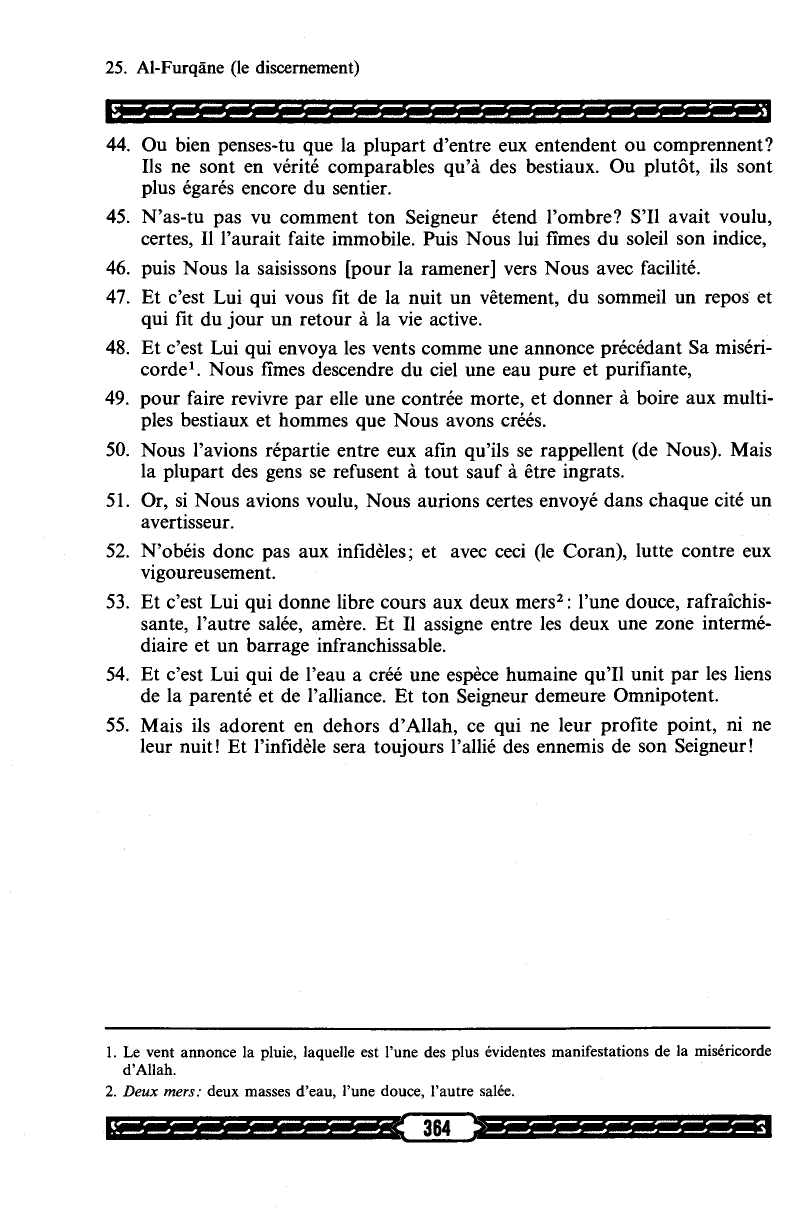 25. Al-Furqāne (le discernement)
44. Ou bien penses-tu que la plupart d'entre eux entendent ou comprennent?
Ils ne sont en vérité comparables qu'à des bestiaux. Ou plutôt, ils sont
plus égarés encore du sentier.
45. N'as-tu pas vu comment ton Seigneur étend l'ombre? S'Il avait voulu,
certes, Il l'aurait faite immobile. Puis Nous lui fîmes du soleil son indice,
46. puis Nous la saisissons [pour la ramener] vers Nous avec facilité.
47. Et c'est Lui qui vous fit de la nuit un vêtement, du sommeil un repos et
qui fit du jour un retour à la vie active.
48. Et c'est Lui qui envoya les vents comme une annonce précédant Sa miséri-
corde¹. Nous fîmes descendre du ciel une eau pure et purifiante,
49. pour faire revivre par elle une contrée morte, et donner à boire aux multi-
ples bestiaux et hommes que Nous avons créés.
50. Nous l'avions répartie entre eux afin qu'ils se rappellent (de Nous). Mais
la plupart des gens se refusent à tout sauf à être ingrats.
51. Or, si Nous avions voulu, Nous aurions certes envoyé dans chaque cité un
avertisseur.
52. N'obéis donc pas aux infidèles; et avec ceci (le Coran), lutte contre eux
vigoureusement.
53. Et c'est Lui qui donne libre cours aux deux mers² : l'une douce, rafraîchis-
sante, l'autre salée, amère. Et Il assigne entre les deux une zone intermé-
diaire et un barrage infranchissable.
54. Et c'est Lui qui de l'eau a créé une espèce humaine qu'Il unit par les liens
de la parenté et de l'alliance. Et ton Seigneur demeure Omnipotent.
55. Mais ils adorent en dehors d'Allah, ce qui ne leur profite point, ni ne
leur nuit! Et l'infidèle sera toujours l'allié des ennemis de son Seigneur!
1. Le vent annonce la pluie, laquelle est l'une des plus évidentes manifestations de la miséricorde
d'Allah.
2. Deux mers: deux masses d'eau, l'une douce, l'autre salée.
364